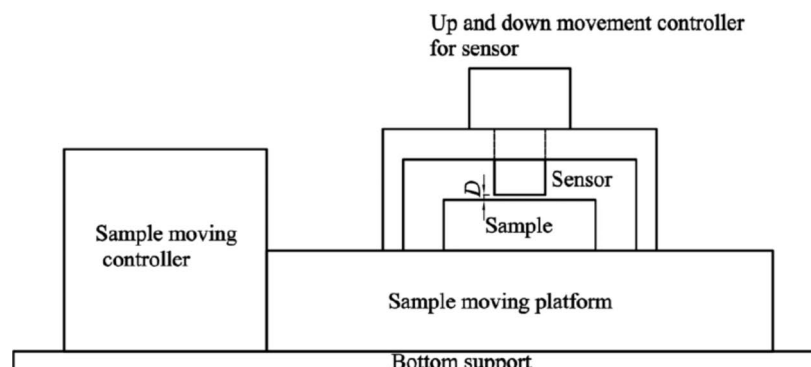 Up and down movement controller
for sensor
Sensor
D
Sample
Sample moving
controller
Sample moving platform
Bottom support